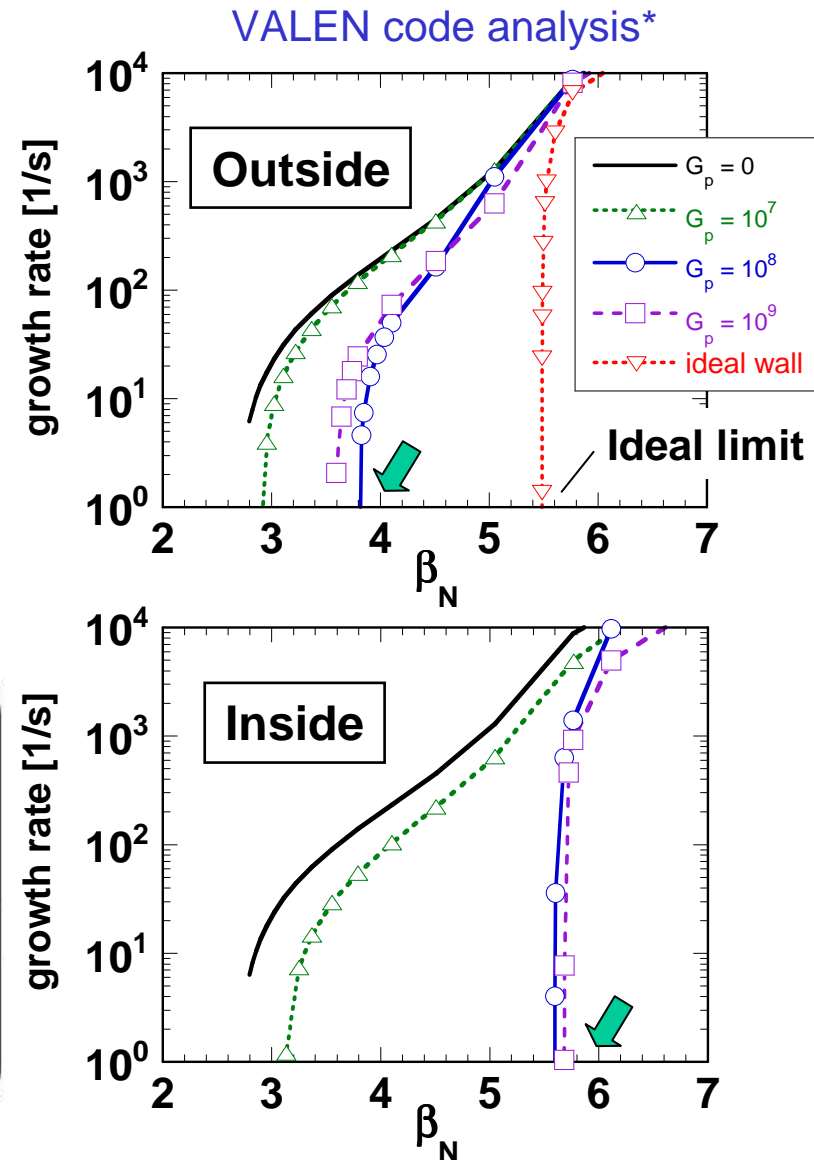 VALEN code analysis*
10^4
10^3
10^2
10^1
10^0
growth rate [1/s]
Outside
G_p = 0
G_p = 10^7
G_p = 10^8
G_p = 10^9
ideal wall
Ideal limit
2 3 4 5 6 7
β_N
10^4
10^3
10^2
10^1
10^0
growth rate [1/s]
Inside
2 3 4 5 6 7
β_N